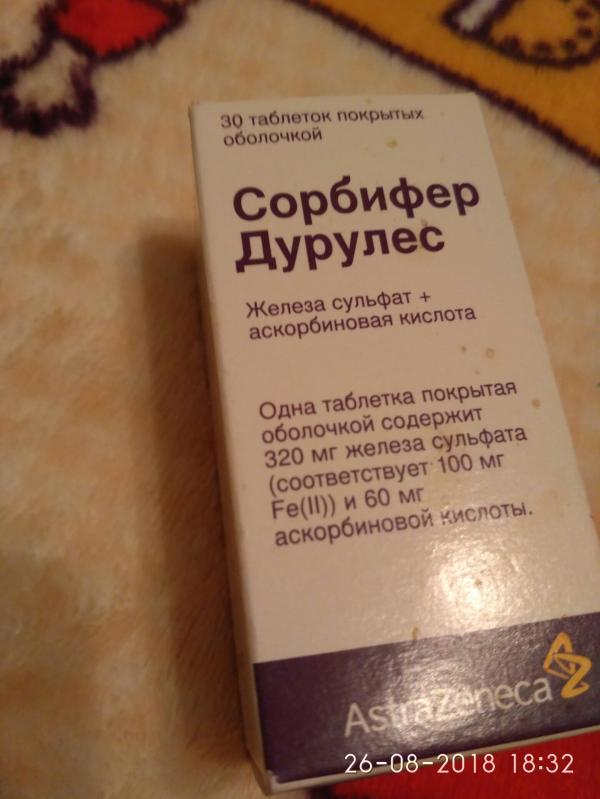 30 таблеток покрытых
оболочкой
Сорбифер
Дурулес
Железа сульфат +
аскорбиновая кислота
Одна таблетка покрытая
оболочкой содержит
320 мг железа сульфата
(соответствует 100 мг
Fe(II)) и 60 мг
аскорбиновой кислоты.
AstraZeneca
26-08-2018 18:32